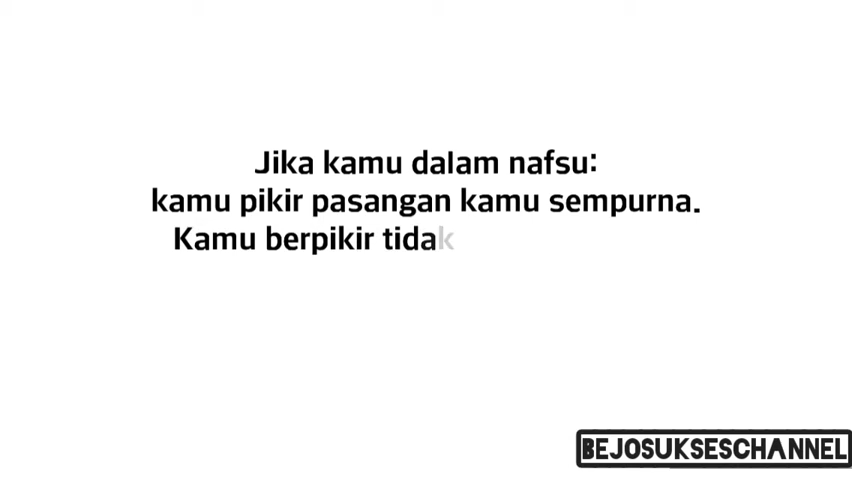 Jika kamu dalam nafsu:
kamu pikir pasangan kamu sempurna.
Kamu berpikir tidak
BEJOSUKSESCHANNEL